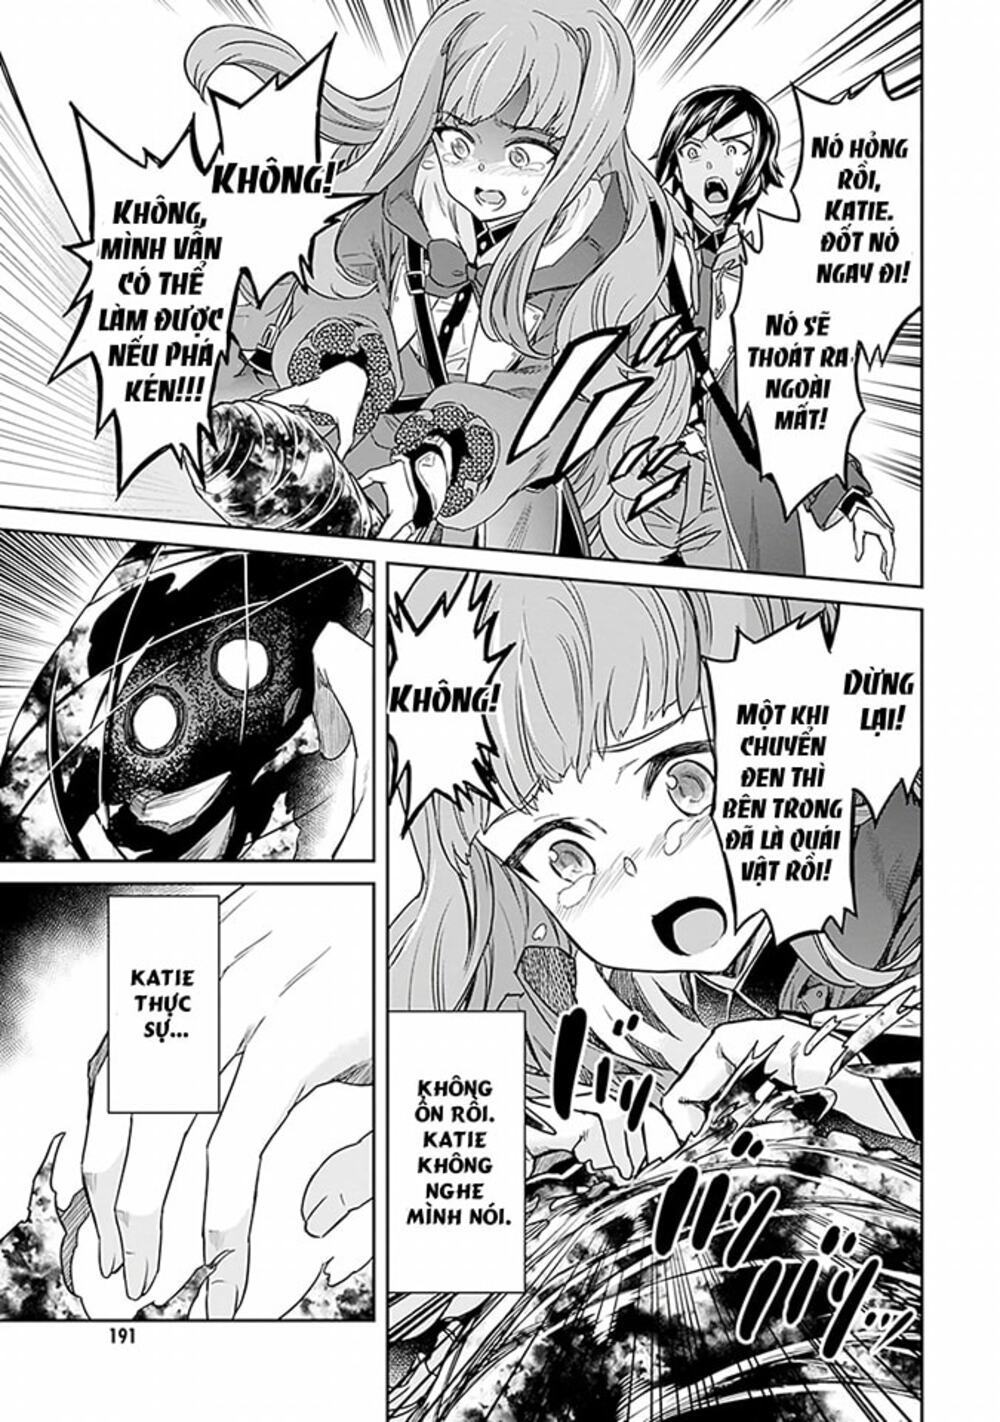 NÓ HỎNG
RỒI,
KATIE.
ĐỐT NÓ
NGAY ĐI!
NÓ SẼ
THOÁT RA
NGOÀI
MẤT!
KHÔNG!
KHÔNG,
MÌNH VẪN
CÓ THỂ
LÀM ĐƯỢC
NẾU PHÁ
KÉN!!!
DỪNG
LẠI!
MỘT KHI
CHUYỂN
ĐEN THÌ
BÊN TRONG
ĐÃ LÀ QUÁI
VẬT RỒI!
KHÔNG!
KHÔNG
ỔN RỒI.
KATIE
KHÔNG
NGHE
MÌNH NÓI.
KATIE
THỰC
SỰ...
191